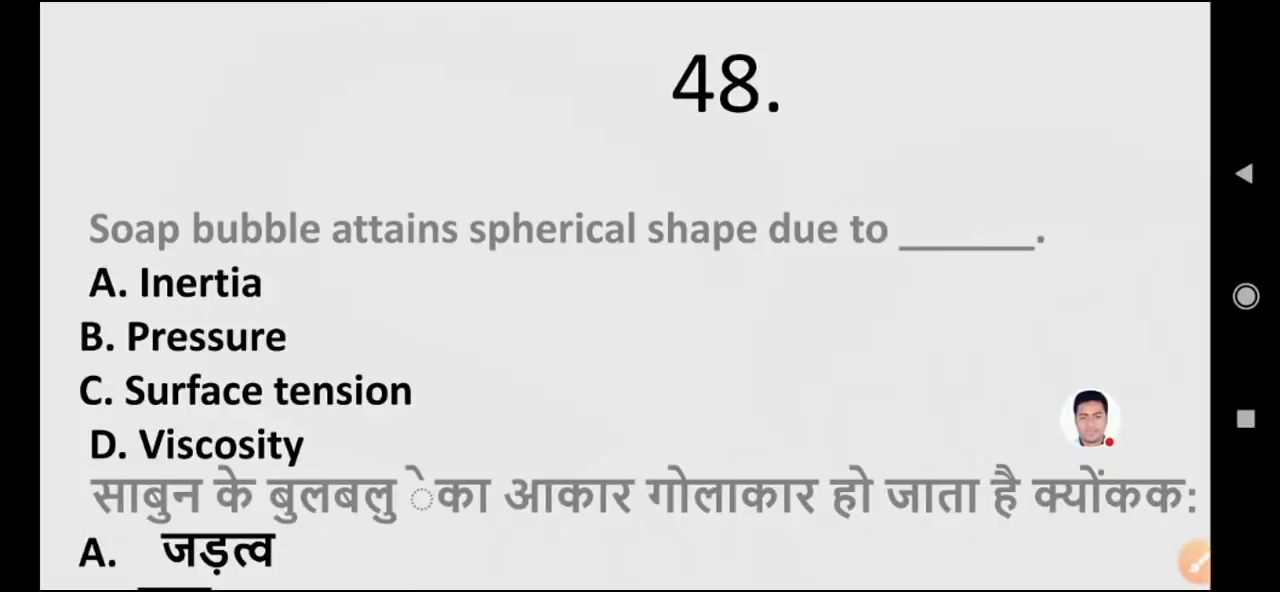 48.
Soap bubble attains spherical shape due to ______.
A. Inertia
B. Pressure
C. Surface tension
D. Viscosity
साबुन के बुलबलु ेका आकार गोलाकार हो जाता है क्योंकक:
A. जड़त्व